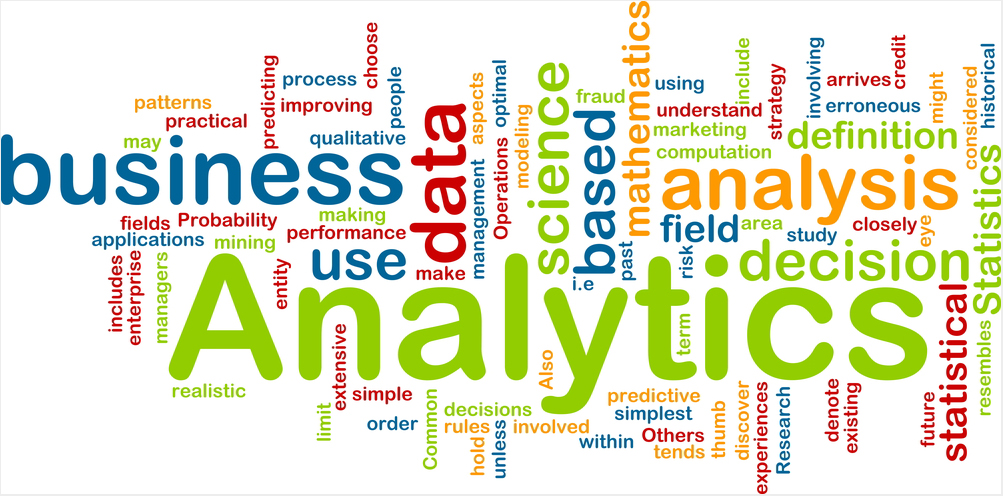 patterns
practical
may
predicting
process
choose
improving
people
qualitative
business
data
aspects
optimal
modeling
Operations
management
science
fraud
based
mathematics
using
include
understand
strategy
marketing
computation
involving
arrives
credit
erroneous
might
considered
historical
definition
analysis
fields
Probability
applications
mining
making
performance
use
make
i.e
past
field
area
risk
study
closely
eye
decision
Statistics
includes
enterprise
managers
entity
Analytics
term
statistical
resembles
realistic
limit
extensive
simple
order
Common
decisions
rules
hold
unless
Also
involved
within
predictive
simplest
Others
tends
thumb
discover
experiences
Research
denote
existing
future